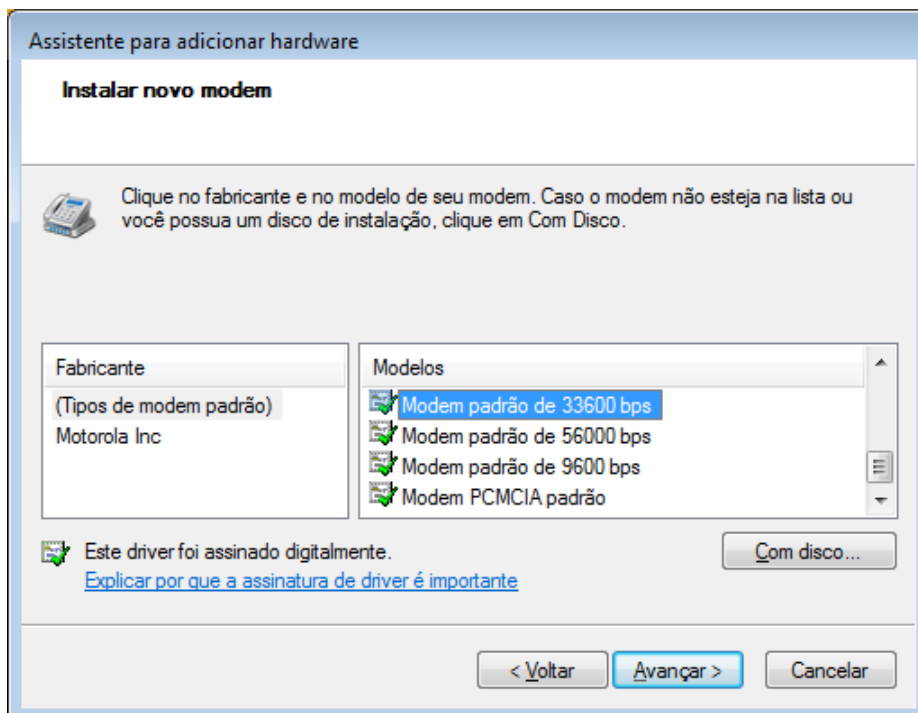 Assistente para adicionar hardware
Instalar novo modem
Clique no fabricante e no modelo de seu modem. Caso o modem não esteja na lista ou
você possua um disco de instalação, clique em Com Disco.
Fabricante
(Tipos de modem padrão)
Motorola Inc
Modelos
Modem padrão de 33600 bps
Modem padrão de 56000 bps
Modem padrão de 9600 bps
Modem PCMCIA padrão
Este driver foi assinado digitalmente.
Explicar por que a assinatura de driver é importante
Com disco...
< Voltar
Avançar >
Cancelar